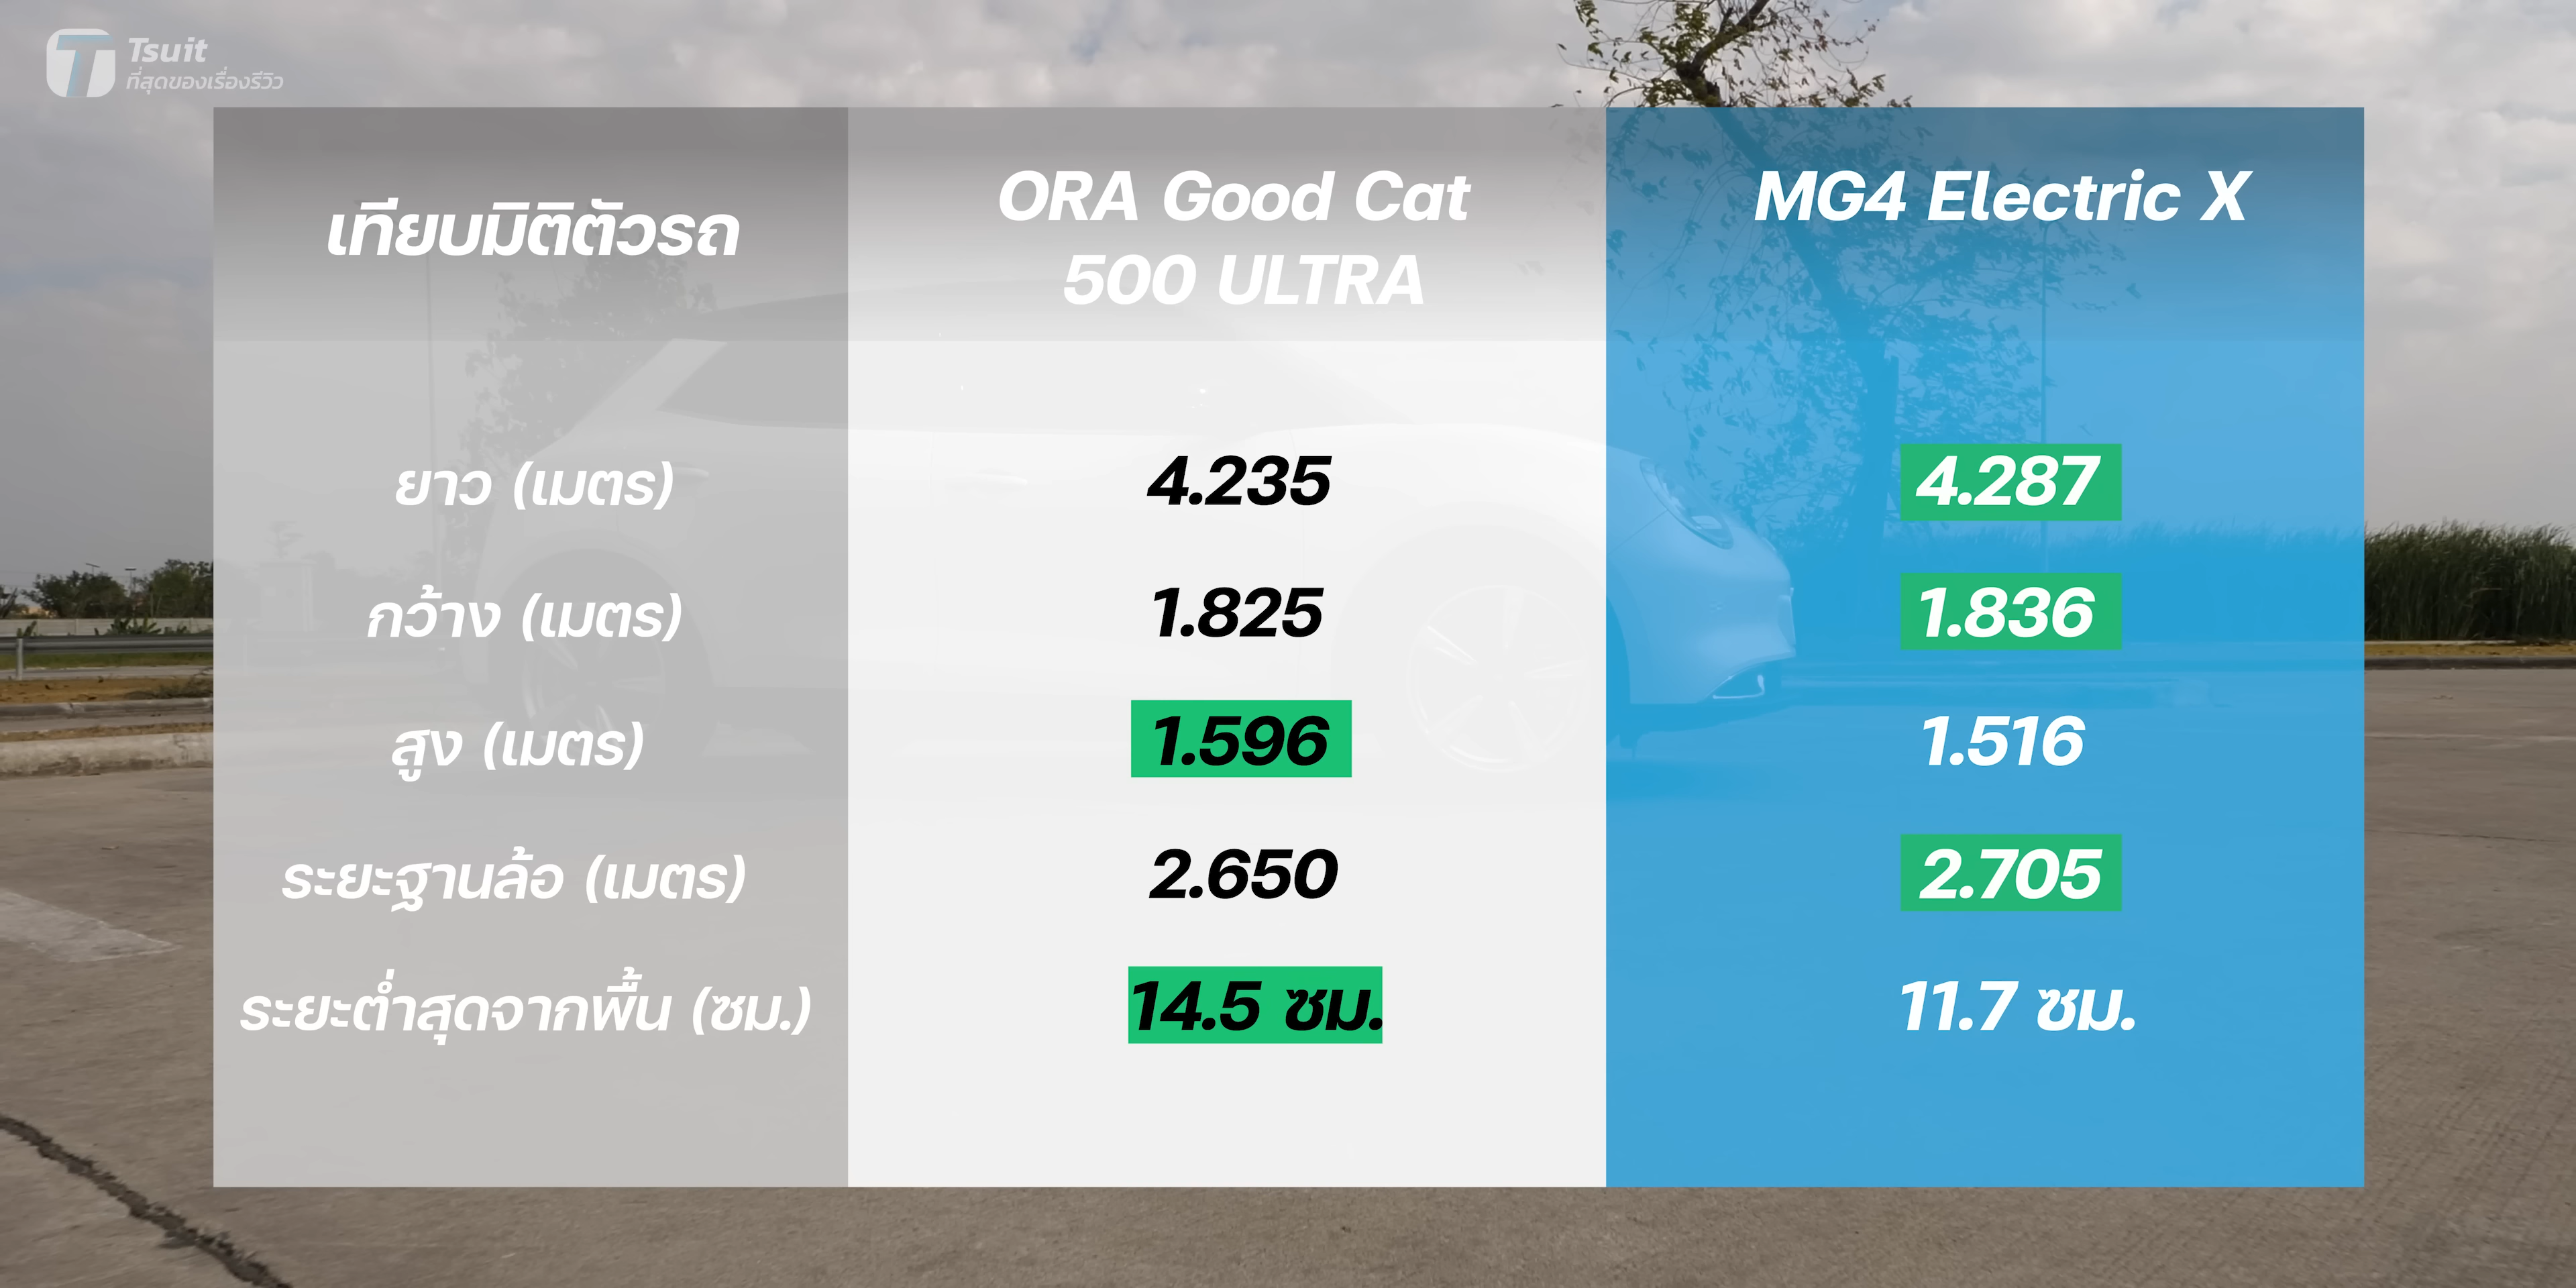 Tsuit
ที่สุดของเรื่องรีวิว
เทียบมิติตัวรถ
ORA Good Cat
500 ULTRA
MG4 Electric X
ยาว (เมตร) 4.235 4.287
กว้าง (เมตร) 1.825 1.836
สูง (เมตร) 1.596 1.516
ระยะฐานล้อ (เมตร) 2.650 2.705
ระยะต่ำสุดจากพื้น (ซม.) 14.5 ซม. 11.7 ซม.